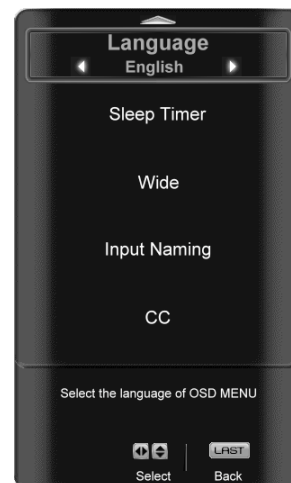 Language
English
Sleep Timer
Wide
Input Naming
CC
Select the language of OSD MENU
LAST
Select Back